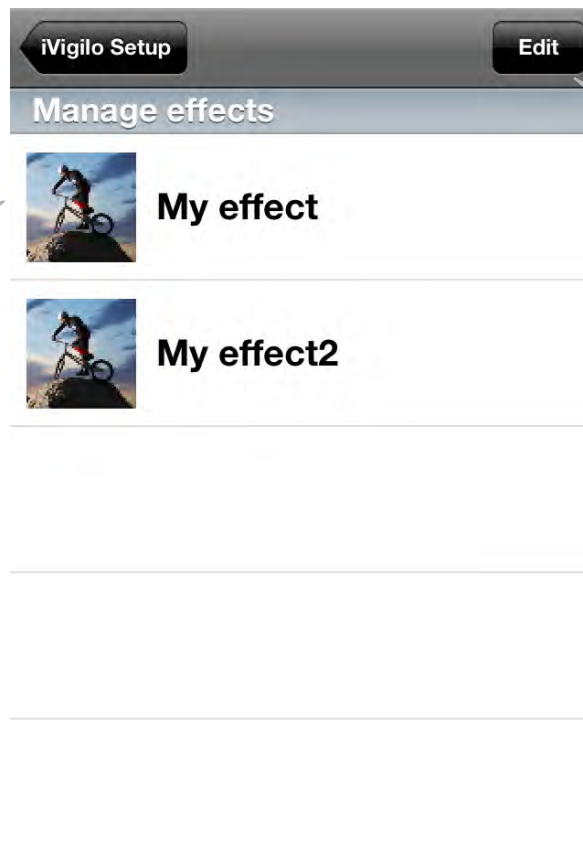 iVigilo Setup
Edit
Manage effects
My effect
My effect2